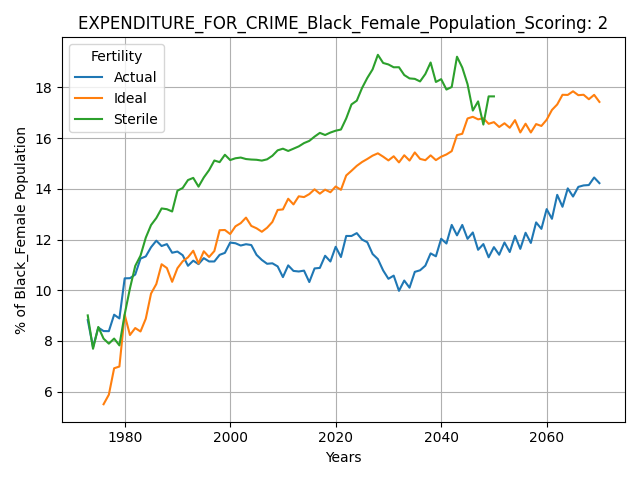 EXPENDITURE_FOR_CRIME_Black_Female_Population_Scoring: 2
Fertility
Actual
Ideal
Sterile
% of Black_Female Population
18
16
14
12
10
8
6
1980 2000 2020 2040 2060
Years